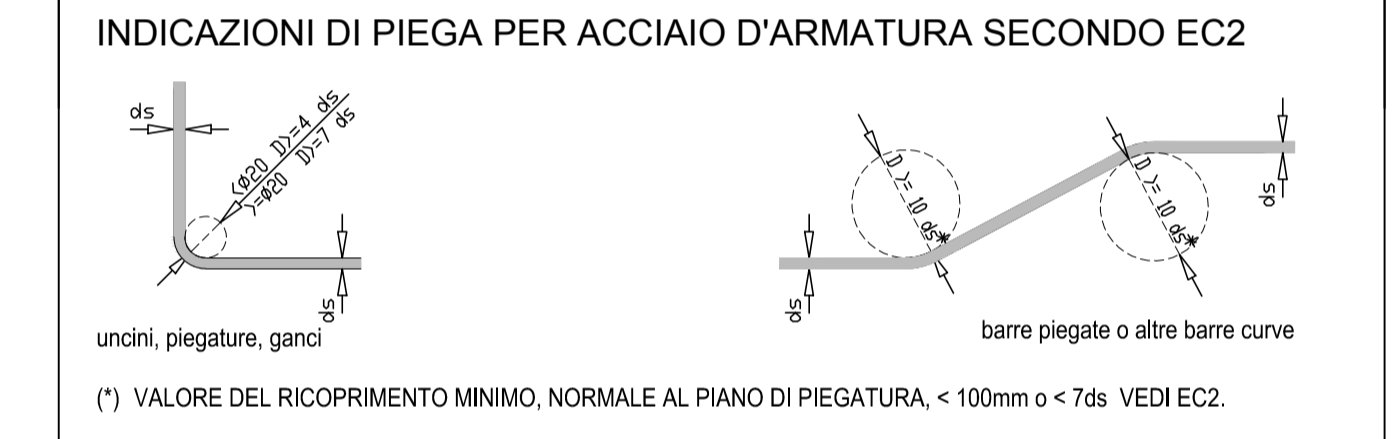 INDICAZIONI DI PIEGA PER ACCIAIO D'ARMATURA SECONDO EC2
ds
<ø20 D>=4 ds
>=ø20 D>=7 ds
ds
uncini, piegature, ganci
D >= 10 ds*
D >= 10 ds*
ds
ds
barre piegate o altre barre curve
(*) VALORE DEL RICOPRIMENTO MINIMO, NORMALE AL PIANO DI PIEGATURA, < 100mm o < 7ds VEDI EC2.